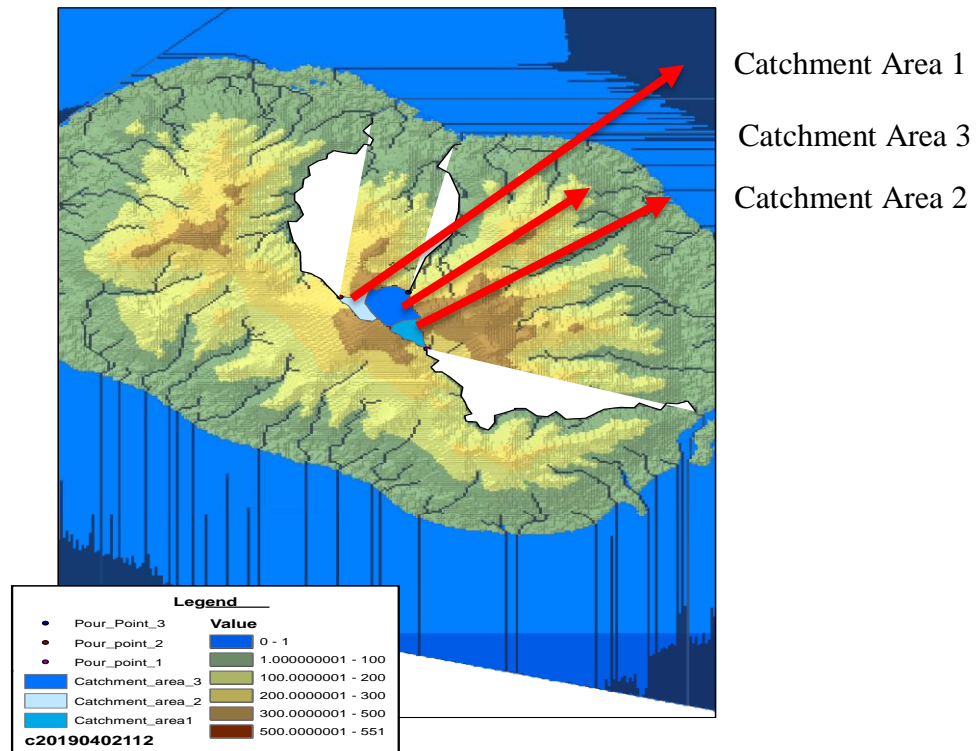 Catchment Area 1
Catchment Area 3
Catchment Area 2
Legend
Pour_Point_3
Pour_point_2
Pour_point_1
Catchment_area_3
Catchment_area_2
Catchment_area1
c20190402112
Value
0 - 1
1.000000001 - 100
100.0000001 - 200
200.0000001 - 300
300.0000001 - 500
500.0000001 - 551